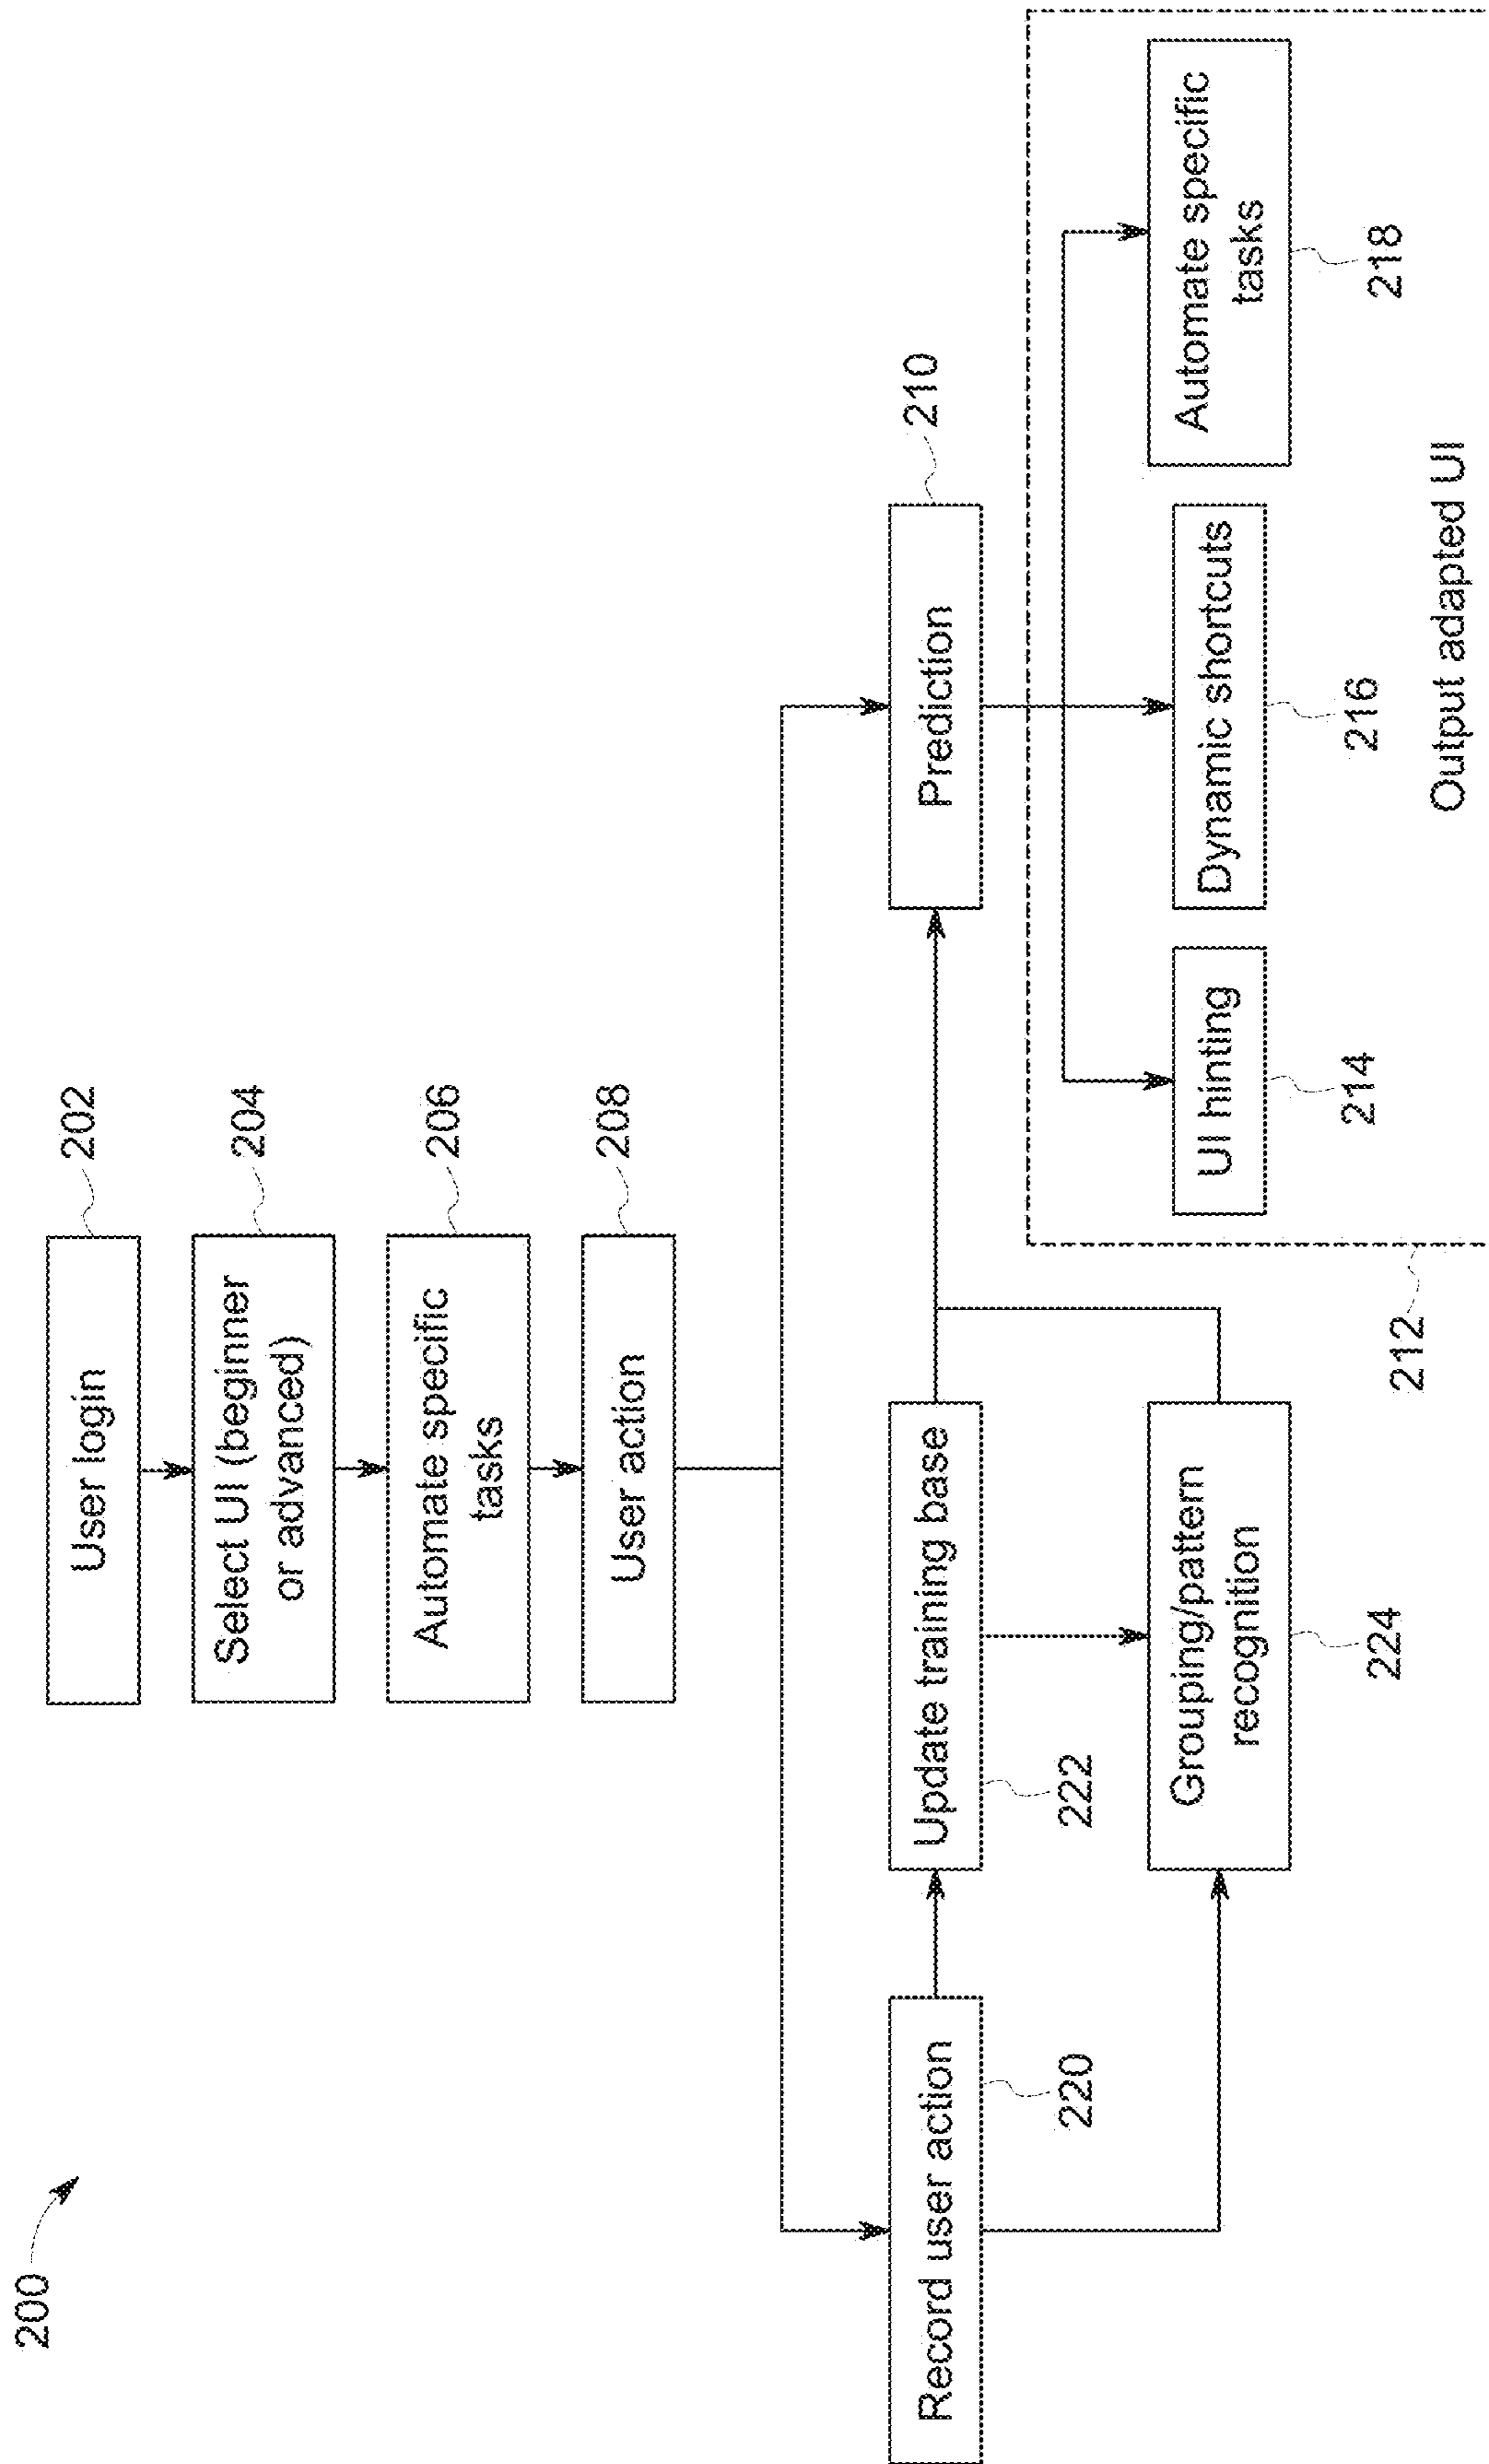 200
User login
202
Select UI (beginner
or advanced)
204
Automate specific
tasks
206
User action
208
Record user action
220
Update training base
222
Grouping/pattern
recognition
224
Prediction
210
212
UI hinting
214
Dynamic shortcuts
216
Automate specific
tasks
218
Output adapted UI